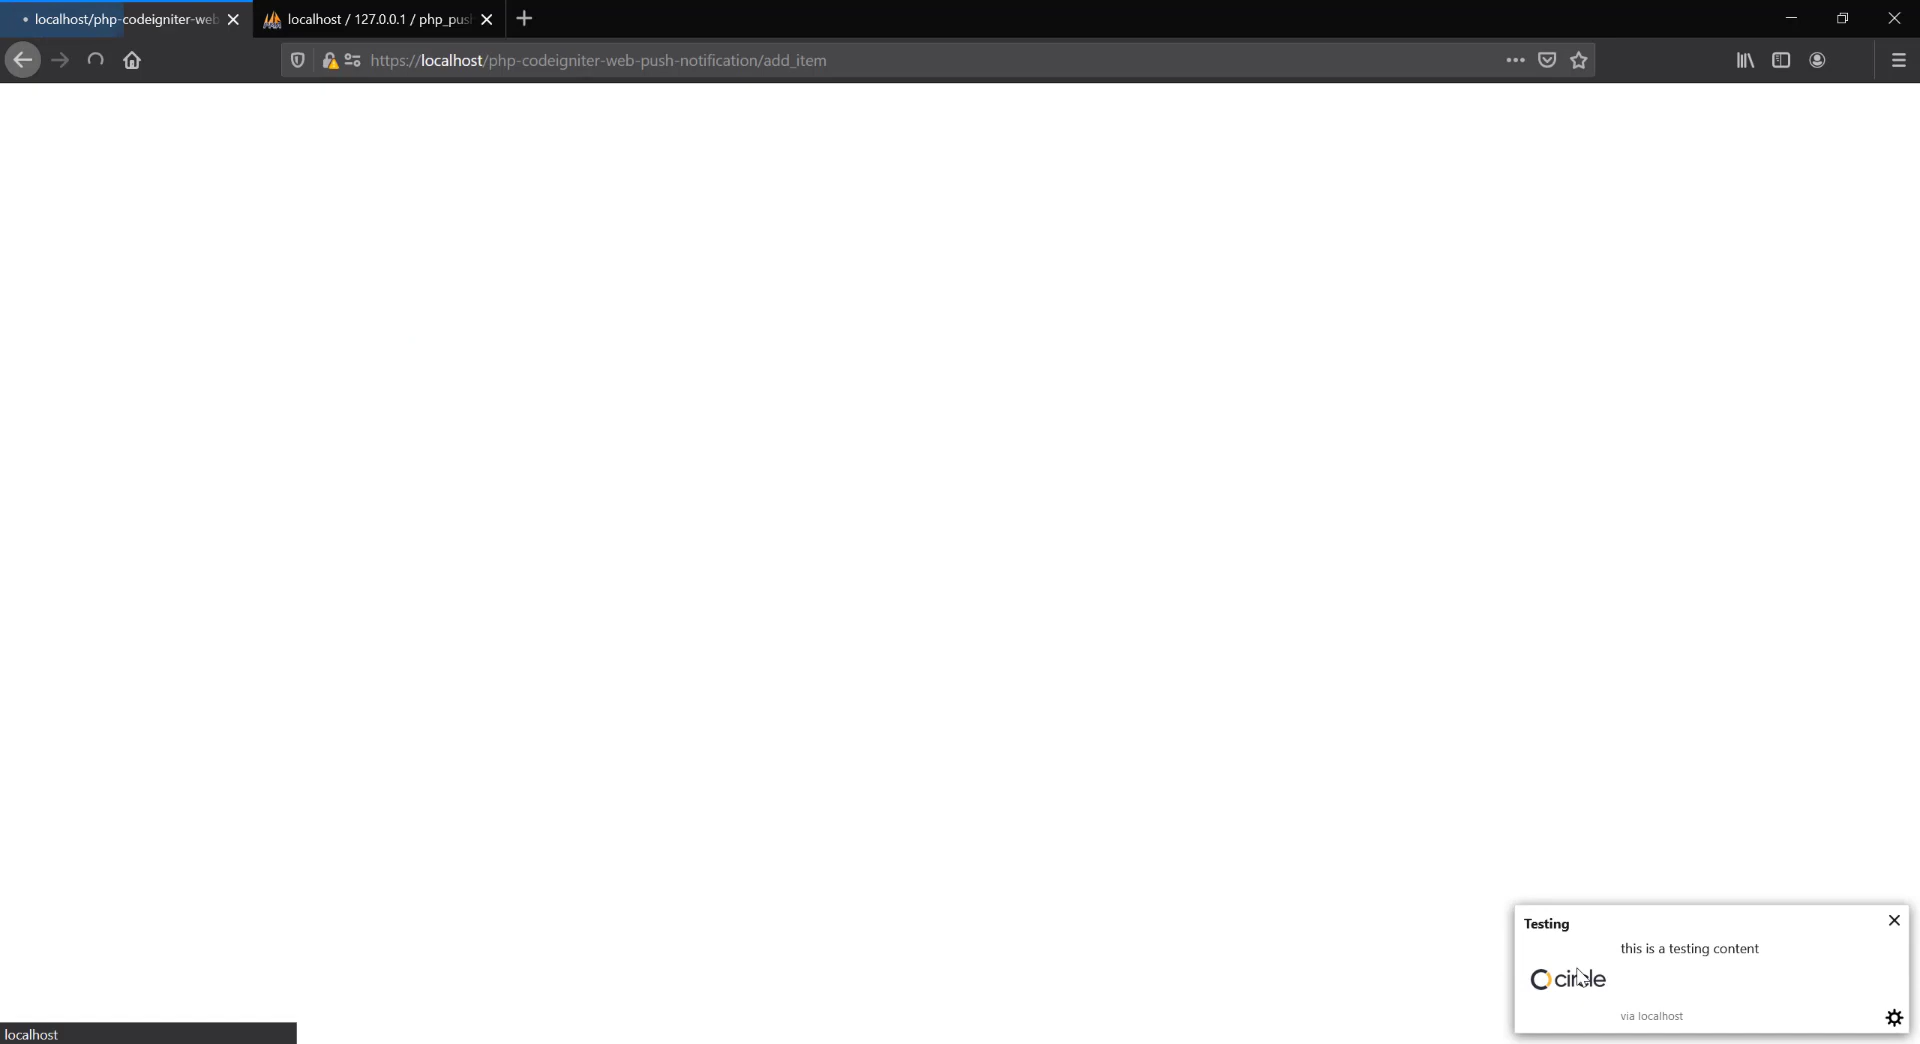 localhost/php-codeigniter-web
localhost / 127.0.0.1 / php_pus
https://localhost/php-codeigniter-web-push-notification/add_item
Testing
this is a testing content
circle
via localhost
localhost